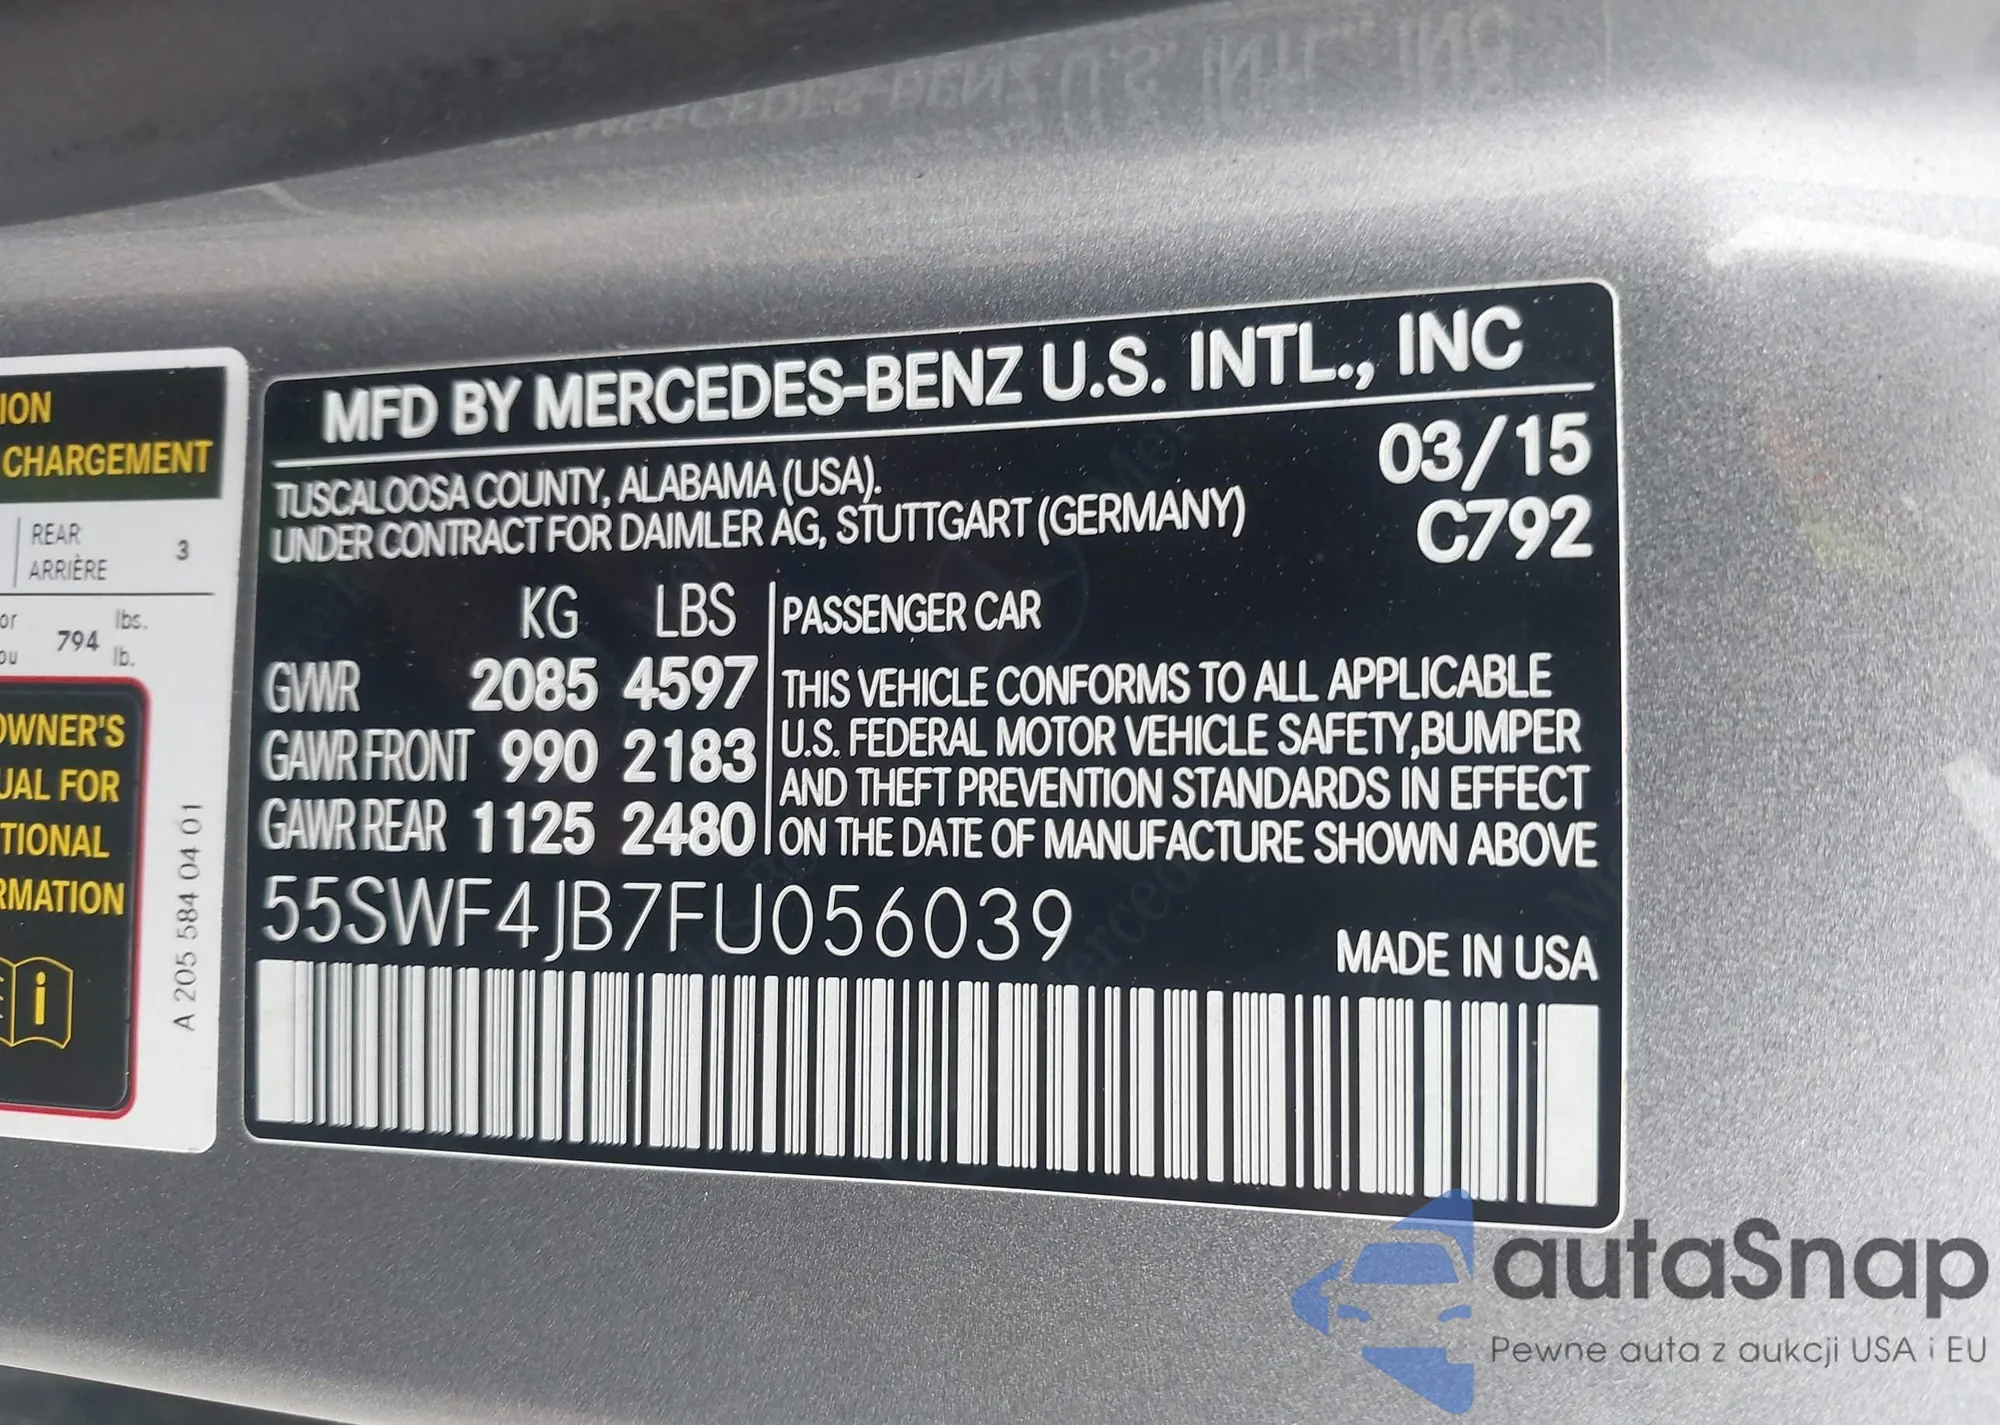 MFD BY MERCEDES-BENZ U.S. INTL., INC
TUSCALOOSA COUNTY, ALABAMA (USA).
UNDER CONTRACT FOR DAIMLER AG, STUTTGART (GERMANY)
03/15
C792
KG LBS
GVWR 2085 4597
GAWR FRONT 990 2183
GAWR REAR 1125 2480
PASSENGER CAR
THIS VEHICLE CONFORMS TO ALL APPLICABLE
U.S. FEDERAL MOTOR VEHICLE SAFETY,BUMPER
AND THEFT PREVENTION STANDARDS IN EFFECT
ON THE DATE OF MANUFACTURE SHOWN ABOVE
55SWF4JB7FU056039
MADE IN USA
ION
CHARGEMENT
REAR
ARRIÈRE
3
or
ou
794
lbs.
lb.
OWNER'S
UAL FOR
TIONAL
RMATION
i
A 205 584 04 01
autaSnap
Pewne auta z aukcji USA i EU